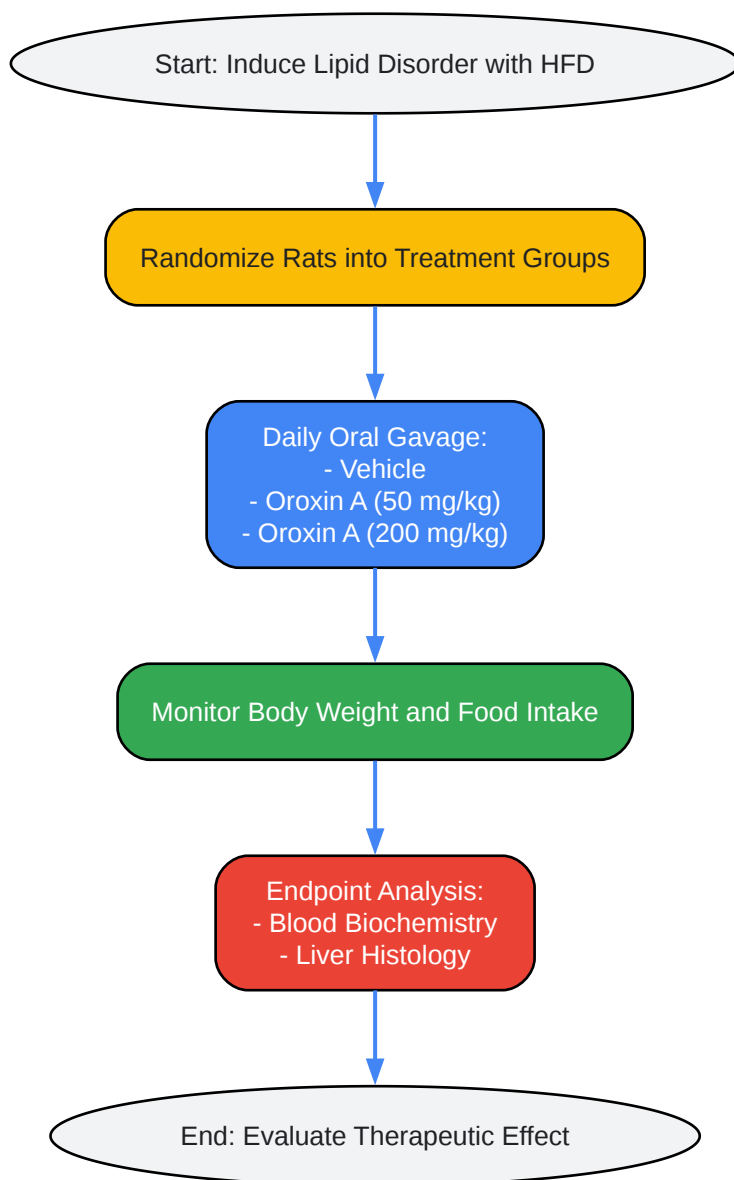 Start: Induce Lipid Disorder with HFD
Randomize Rats into Treatment Groups
Daily Oral Gavage:
- Vehicle
- Oroxin A (50 mg/kg)
- Oroxin A (200 mg/kg)
Monitor Body Weight and Food Intake
Endpoint Analysis:
- Blood Biochemistry
- Liver Histology
End: Evaluate Therapeutic Effect